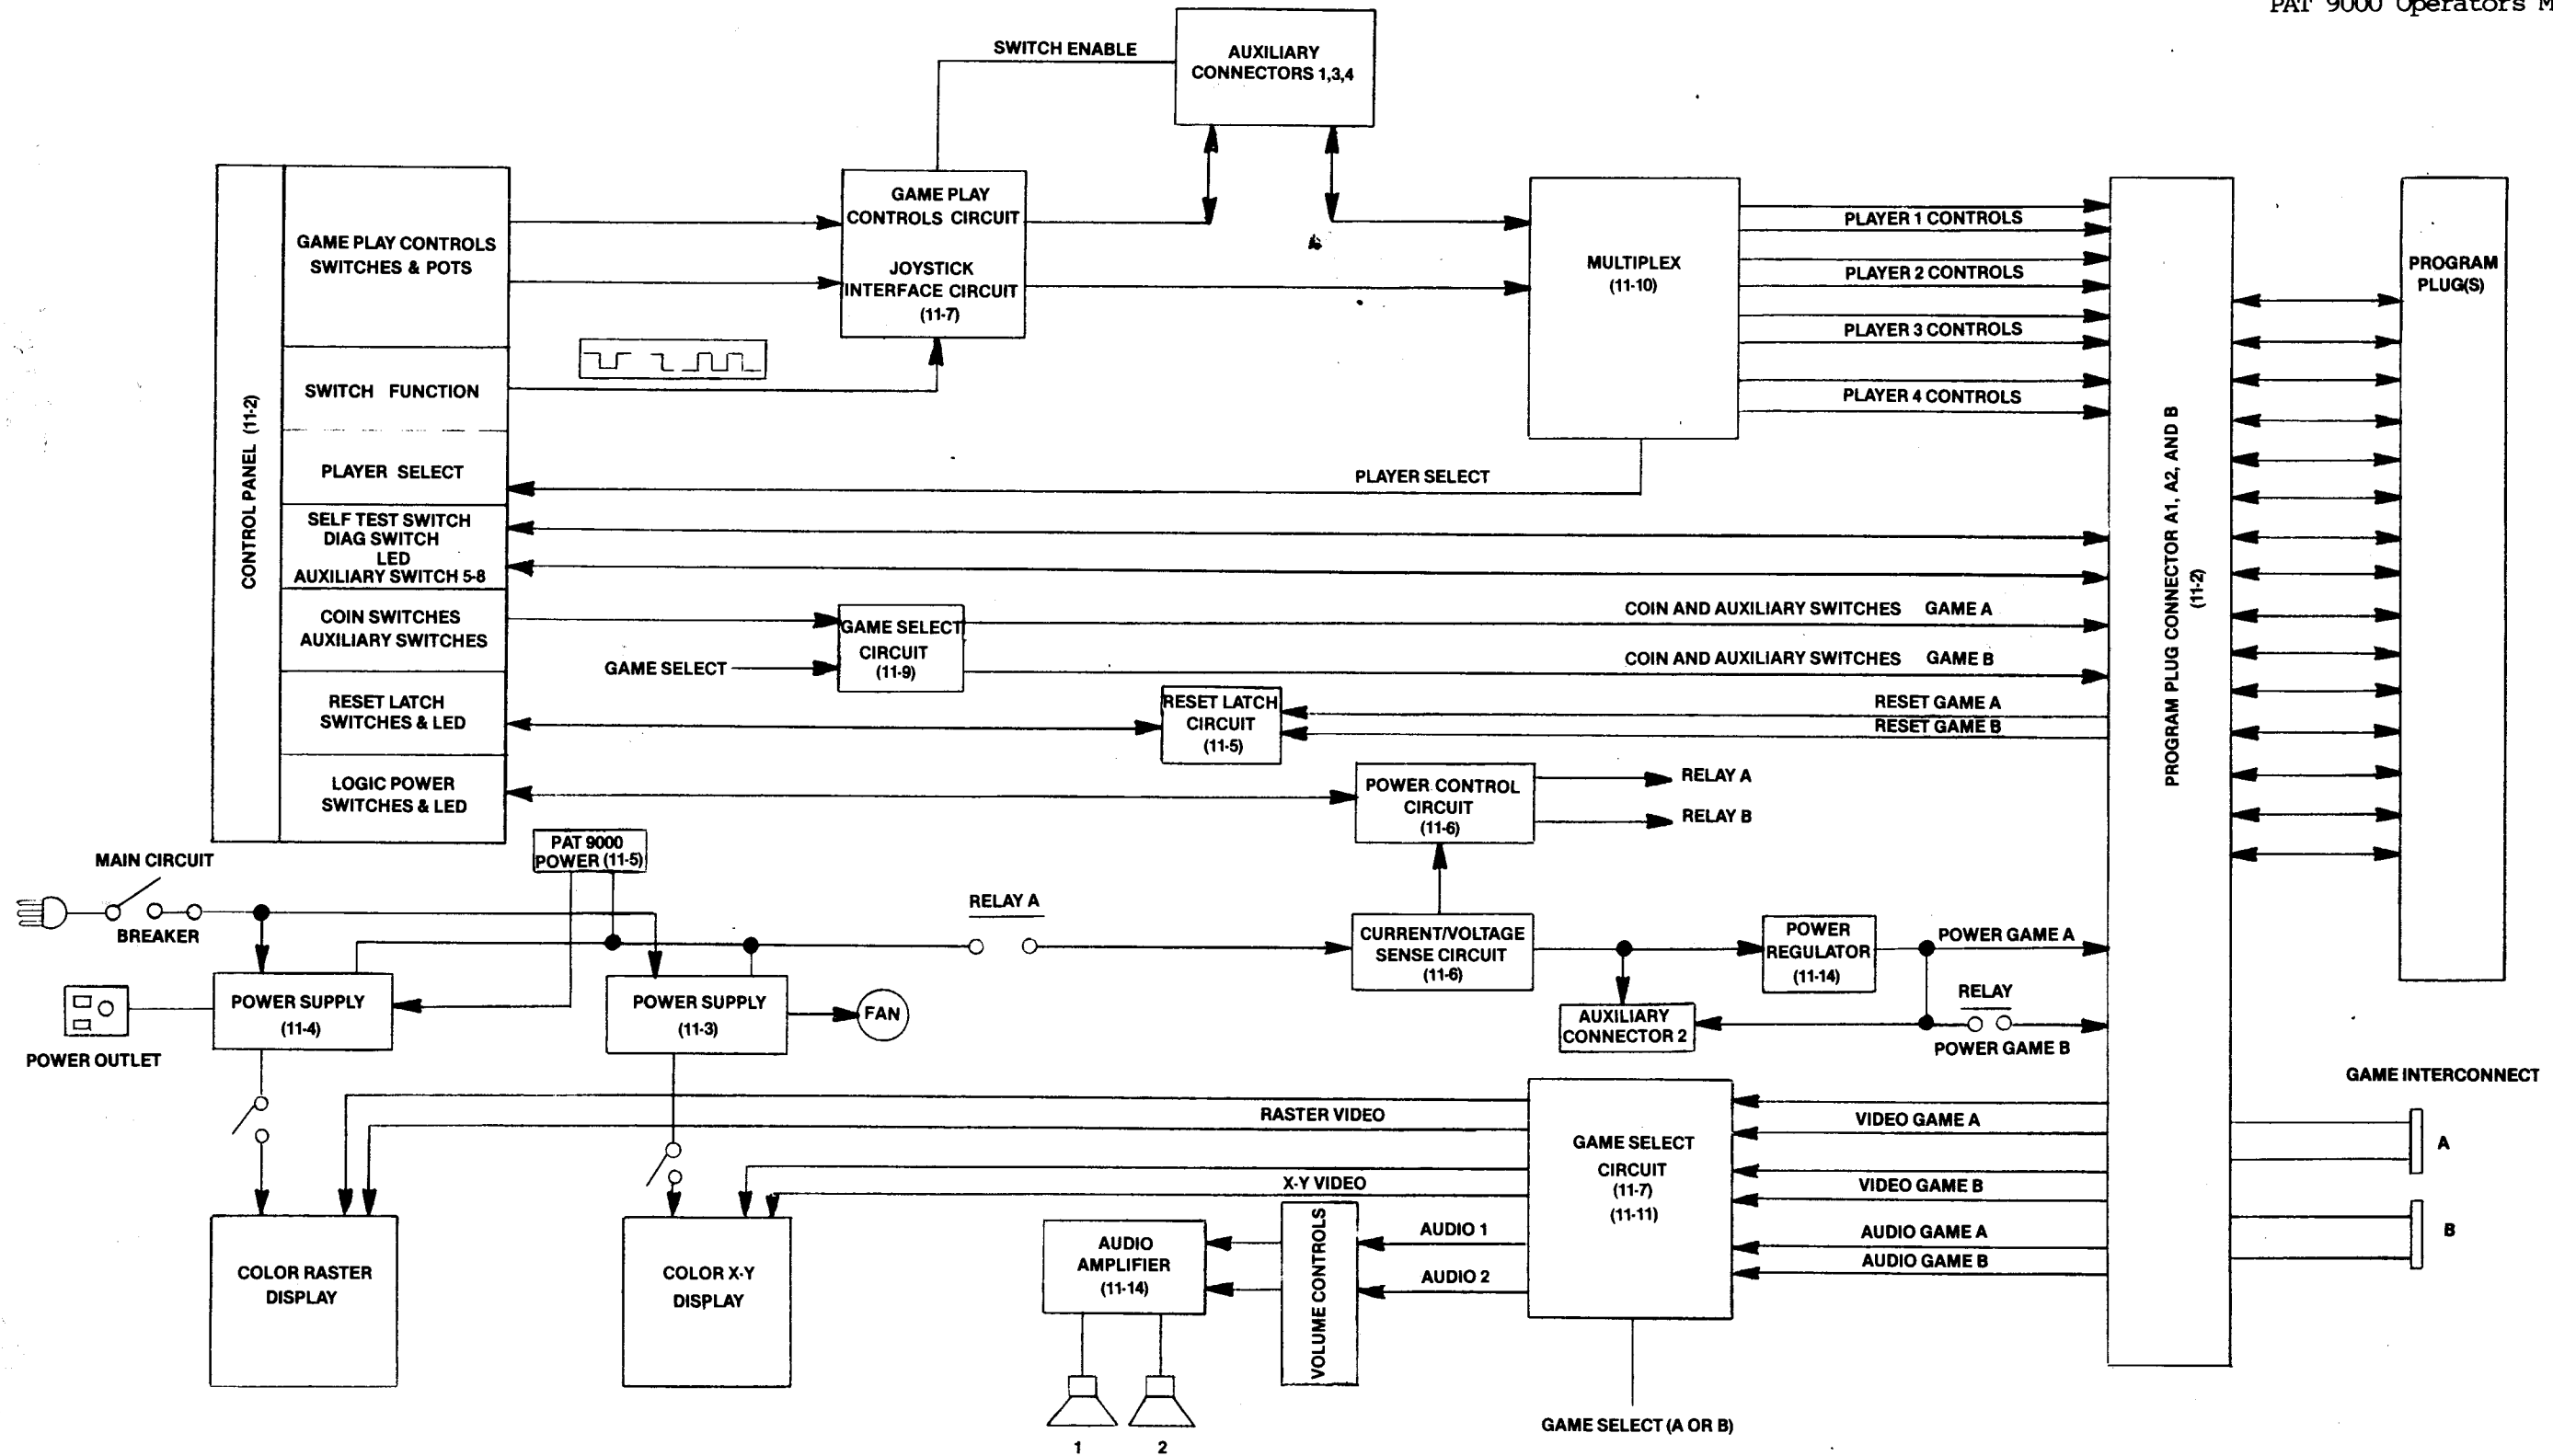 PAT 9000 Operators M
SWITCH ENABLE
AUXILIARY
CONNECTORS 1,3,4
CONTROL PANEL (11-2)
GAME PLAY CONTROLS
SWITCHES & POTS
SWITCH FUNCTION
PLAYER SELECT
SELF TEST SWITCH
DIAG SWITCH
LED
AUXILIARY SWITCH 5-8
COIN SWITCHES
AUXILIARY SWITCHES
RESET LATCH
SWITCHES & LED
LOGIC POWER
SWITCHES & LED
GAME PLAY
CONTROLS CIRCUIT
JOYSTICK
INTERFACE CIRCUIT
(11-7)
MULTIPLEX
(11-10)
PLAYER 1 CONTROLS
PLAYER 2 CONTROLS
PLAYER 3 CONTROLS
PLAYER 4 CONTROLS
PROGRAM PLUG CONNECTOR A1, A2, AND B
(11-2)
PROGRAM
PLUG(S)
PLAYER SELECT
GAME SELECT
GAME SELECT
CIRCUIT
(11-9)
COIN AND AUXILIARY SWITCHES GAME A
COIN AND AUXILIARY SWITCHES GAME B
RESET LATCH
CIRCUIT
(11-5)
RESET GAME A
RESET GAME B
POWER CONTROL
CIRCUIT
(11-6)
RELAY A
RELAY B
PAT 9000
POWER (11-5)
MAIN CIRCUIT
BREAKER
RELAY A
CURRENT/VOLTAGE
SENSE CIRCUIT
(11-6)
POWER
REGULATOR
(11-14)
POWER GAME A
RELAY
POWER GAME B
AUXILIARY
CONNECTOR 2
POWER OUTLET
POWER SUPPLY
(11-4)
POWER SUPPLY
(11-3)
FAN
GAME INTERCONNECT
A
B
RASTER VIDEO
X-Y VIDEO
GAME SELECT
CIRCUIT
(11-7)
(11-11)
VIDEO GAME A
VIDEO GAME B
AUDIO GAME A
AUDIO GAME B
COLOR RASTER
DISPLAY
COLOR X-Y
DISPLAY
AUDIO
AMPLIFIER
(11-14)
VOLUME CONTROLS
AUDIO 1
AUDIO 2
1
2
GAME SELECT (A OR B)